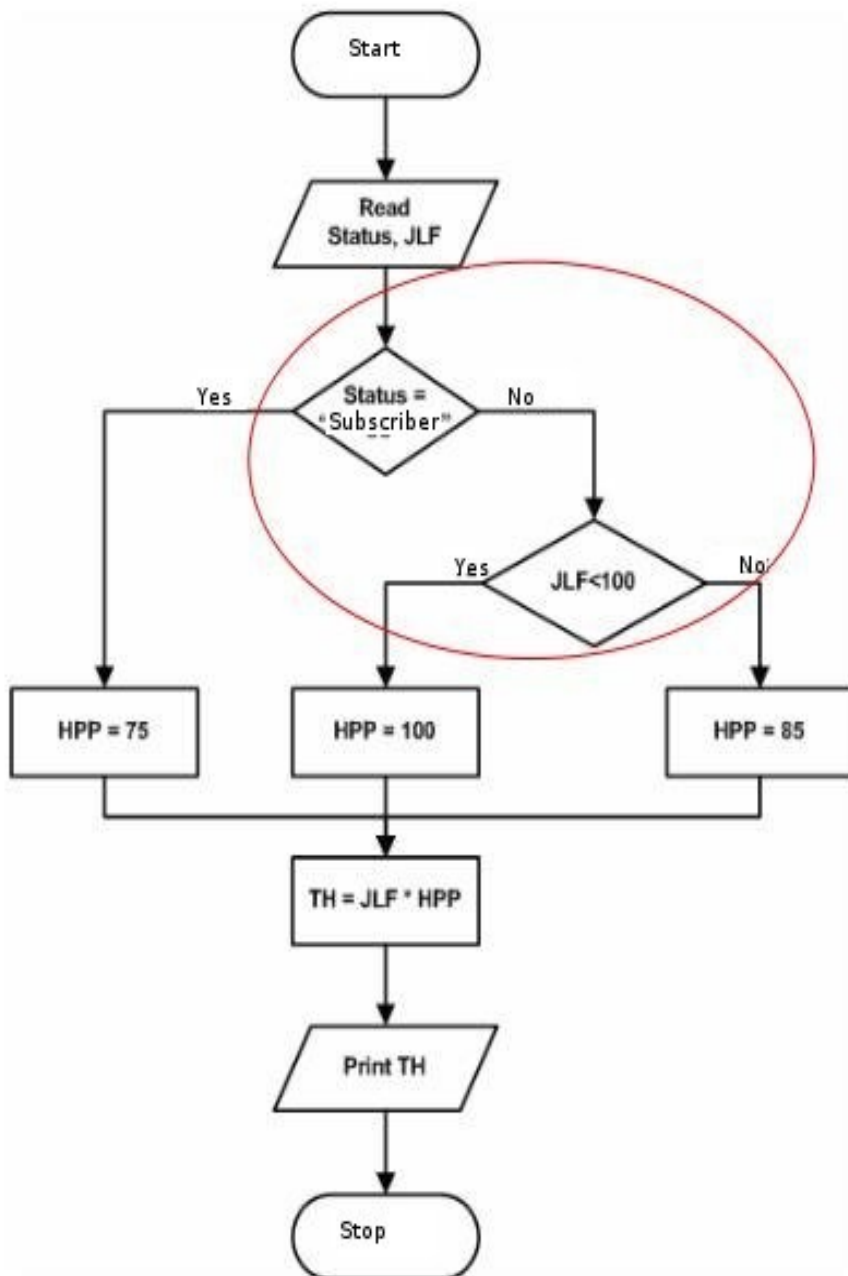 Start
Read
Status, JLF
Yes
Status =
“Subscriber”
No
Yes
JLF<100
No
HPP = 75
HPP = 100
HPP = 85
TH = JLF * HPP
Print TH
Stop